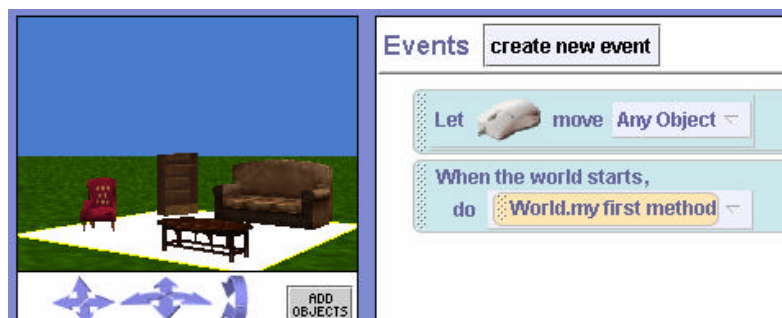 Events create new event
Let move Any Object
When the world starts,
do World.my first method
ADD
OBJECTS